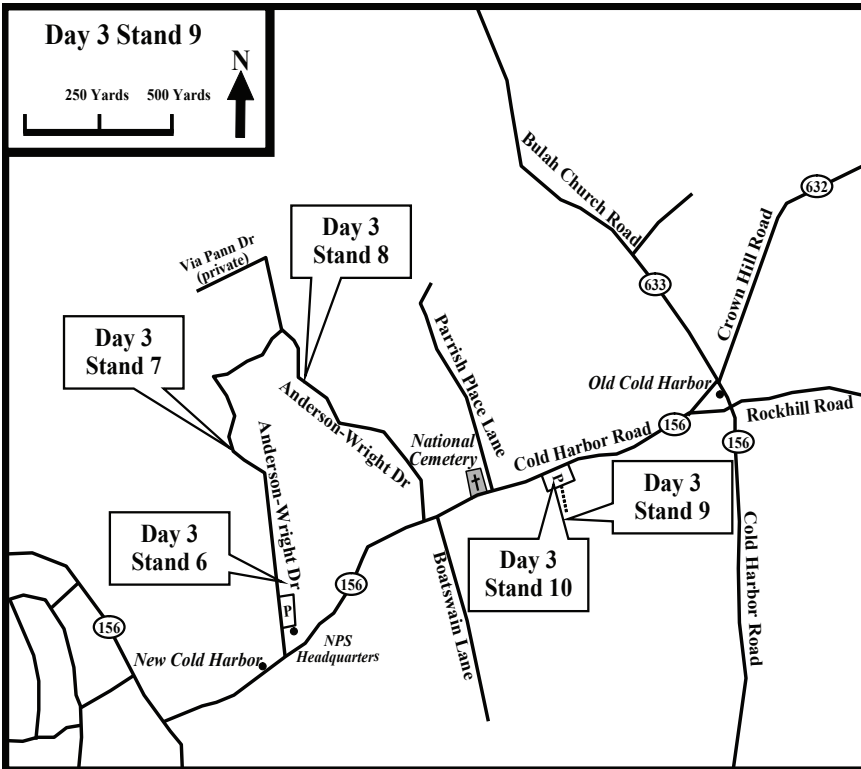 Day 3 Stand 9
N
250 Yards 500 Yards
Bulah Church Road
632
Crown Hill Road
633
Via Pann Dr
(private)
Day 3
Stand 8
Day 3
Stand 7
Parrish Place Lane
Old Cold Harbor
Rockhill Road
Anderson-Wright Dr
National
Cemetery
Cold Harbor Road
156
156
Anderson-Wright Dr
P
Day 3
Stand 9
Day 3
Stand 10
Day 3
Stand 6
156
Boatswain Lane
Cold Harbor Road
P
156
New Cold Harbor
NPS
Headquarters